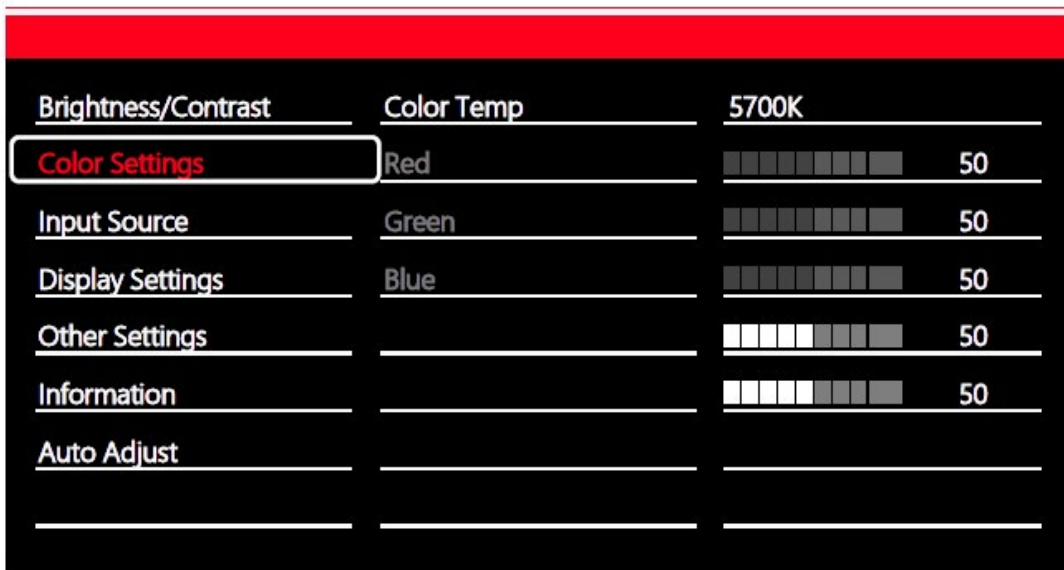 Brightness/Contrast Color Temp 5700K
Color Settings Red 50
Input Source Green 50
Display Settings Blue 50
Other Settings 50
Information 50
Auto Adjust